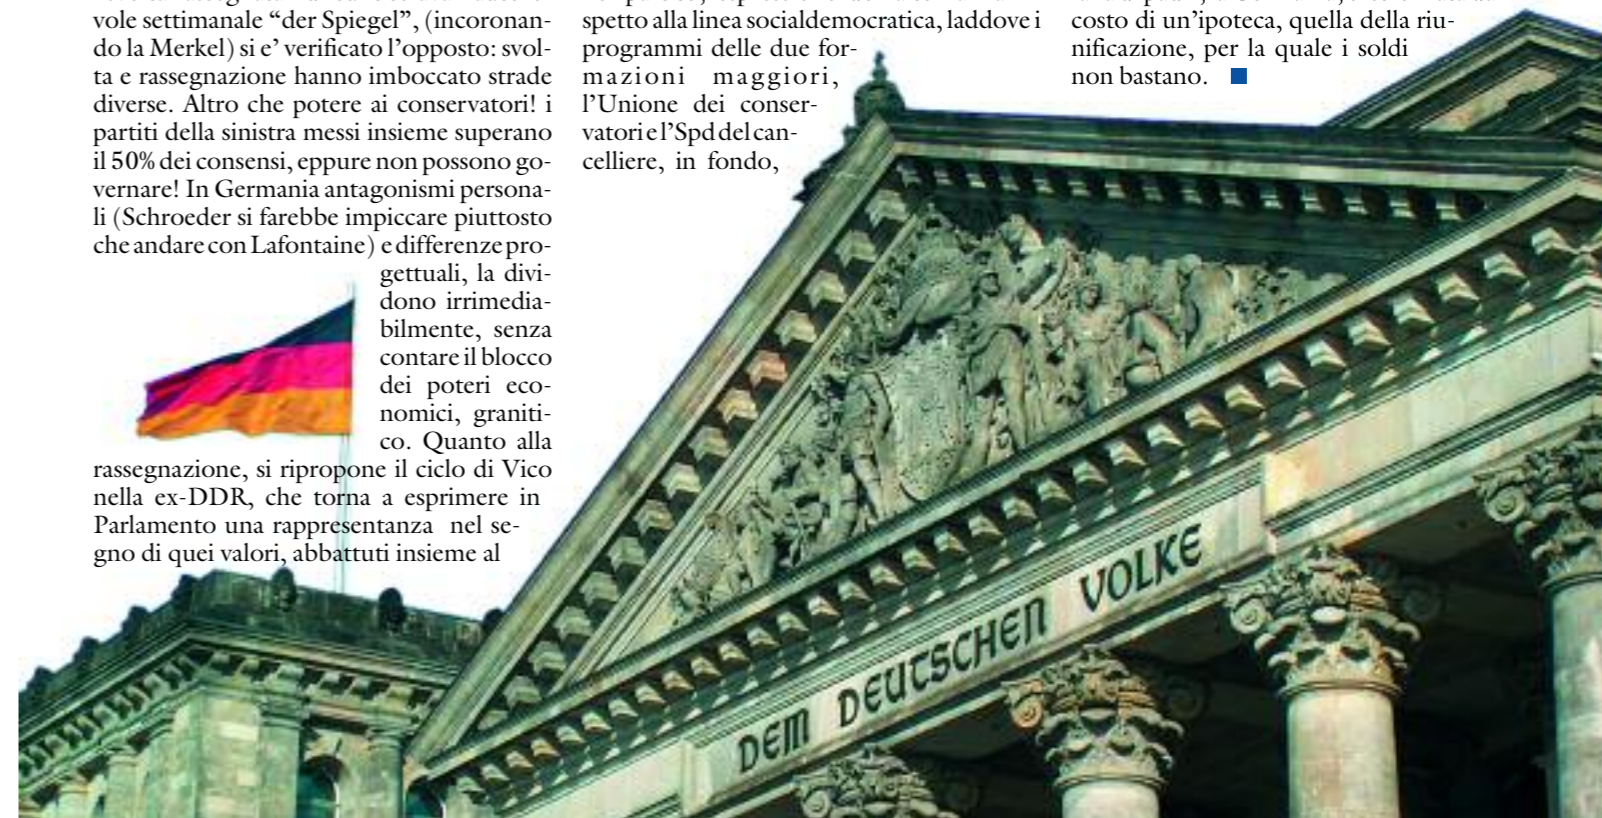 vole settimanale “der Spiegel”, (incoronan-
do la Merkel) si e’ verificato l’opposto: svol-
ta e rassegnazione hanno imboccato strade
diverse. Altro che potere ai conservatori! i
partiti della sinistra messi insieme superano
il 50% dei consensi, eppure non possono go-
vernare! In Germania antagonismi persona-
li (Schroeder si farebbe impiccare piuttosto
che andare con Lafontaine) e differenze pro-
gettuali, la divi-
dono irrimedia-
bilmente, senza
contare il blocco
dei poteri eco-
nomici, graniti-
co. Quanto alla
rassegnazione, si ripropone il ciclo di Vico
nella ex-DDR, che torna a esprimere in
Parlamento una rappresentanza nel se-
gno di quei valori, abbattuti insieme al
spetto alla linea socialdemocratica, laddove i
programmi delle due for-
mazioni maggiori,
l’Unione dei conser-
vatori e l’Spd del can-
celliere, in fondo,
costo di un’ipoteca, quella della riu-
nificazione, per la quale i soldi
non bastano.
DEM DEUTSCHEN VOLKE